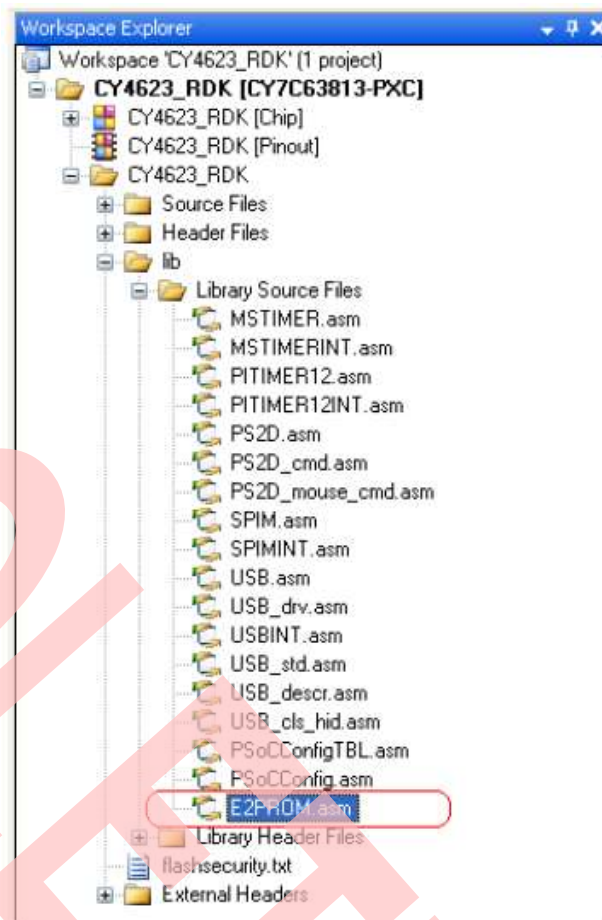 Workspace Explorer
Workspace 'CY4623_RDK' (1 project)
CY4623_RDK [CY7C63813-PXC]
CY4623_RDK [Chip]
CY4623_RDK [Pinout]
CY4623_RDK
Source Files
Header Files
lib
Library Source Files
MSTIMER.asm
MSTIMERINT.asm
PITIMER12.asm
PITIMER12INT.asm
PS2D.asm
PS2D_cmd.asm
PS2D_mouse_cmd.asm
SPIM.asm
SPIMINT.asm
USB.asm
USB_drv.asm
USBINT.asm
USB_std.asm
USB_descr.asm
USB_cls_hid.asm
PSoCConfigTBL.asm
PSoCConfig.asm
E2PROM.asm
Library Header Files
flashsecurity.txt
External Headers